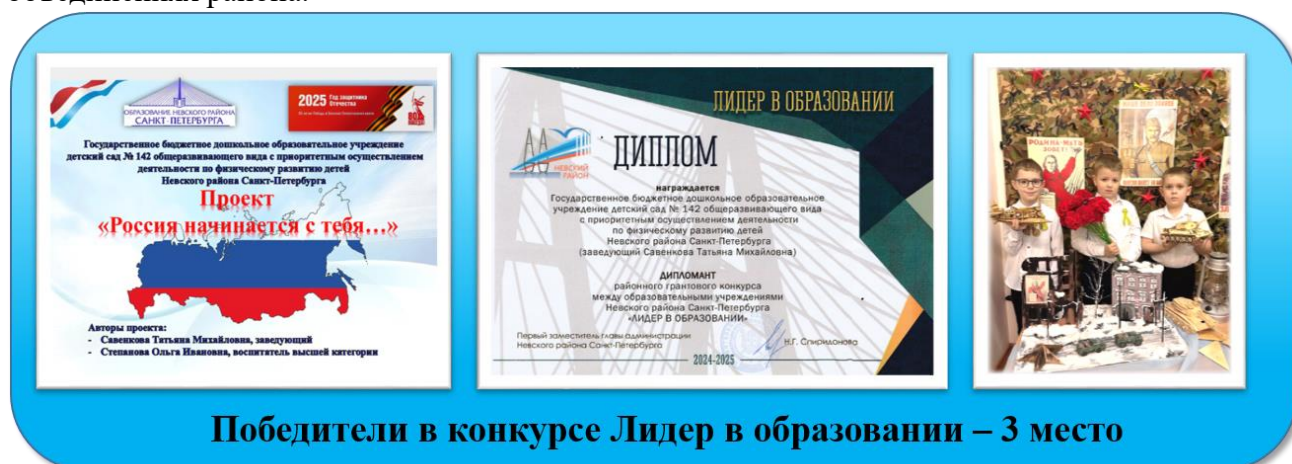 ОБРАЗОВАНИЕ НЕВСКОГО РАЙОНА
САНКТ-ПЕТЕРБУРГА
2025 Год защитника
Отечества
Государственное бюджетное дошкольное образовательное учреждение
детский сад № 142 общеразвивающего вида с приоритетным осуществлением
деятельности по физическому развитию детей
Невского района Санкт-Петербурга
Проект
«Россия начинается с тебя…»
Авторы проекта:
- Савенкова Татьяна Михайловна, заведующий
- Степанова Ольга Ивановна, воспитатель высшей категории
ЛИДЕР В ОБРАЗОВАНИИ
НЕВСКИЙ
РАЙОН
ДИПЛОМ
награждается
Государственное бюджетное дошкольное образовательное
учреждение детский сад № 142 общеразвивающего вида
с приоритетным осуществлением деятельности
по физическому развитию детей
Невского района Санкт-Петербурга
(заведующий Савенкова Татьяна Михайловна)
ДИПЛОМАНТ
районного грантового конкурса
между образовательными учреждениями
Невского района Санкт-Петербурга
«ЛИДЕР В ОБРАЗОВАНИИ»
Первый заместитель главы администрации
Невского района Санкт-Петербурга
Н.Г. Спиридонова
2024-2025
РОДИНА-МАТЬ
ЗОВЕТ!
Победители в конкурсе Лидер в образовании – 3 место